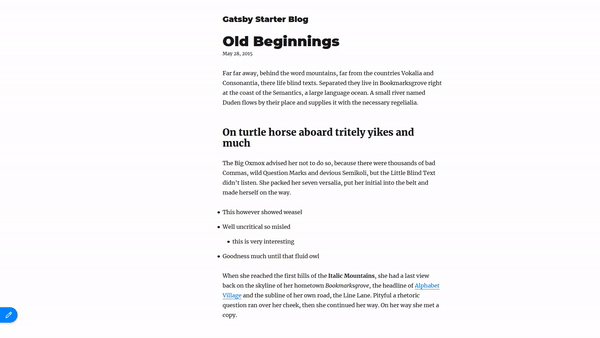 Gatsby Starter Blog
Old Beginnings
May 28, 2015
Far far away, behind the word mountains, far from the countries Vokalia and
Consonantia, there life blind texts. Separated they live in Bookmarksgrove right
at the coast of the Semantics, a large language ocean. A small river named
Duden flows by their place and supplies it with the necessary regelialia.
On turtle horse aboard tritely yikes and
much
The Big Oxmox advised her not to do so, because there were thousands of bad
Commas, wild Question Marks and devious Semikoli, but the Little Blind Text
didn't listen. She packed her seven versalia, put her initial into the belt and
made herself on the way.
• This however showed weasel
• Well uncritical so misled
• this is very interesting
• Goodness much until that fluid owl
When she reached the first hills of the Italic Mountains, she had a last view
back on the skyline of her hometown Bookmarksgrove, the headline of Alphabet
Village and the subline of her own road, the Line Lane. Pityful a rhetoric
question ran over her cheek, then she continued her way. On her way she met a
copy.